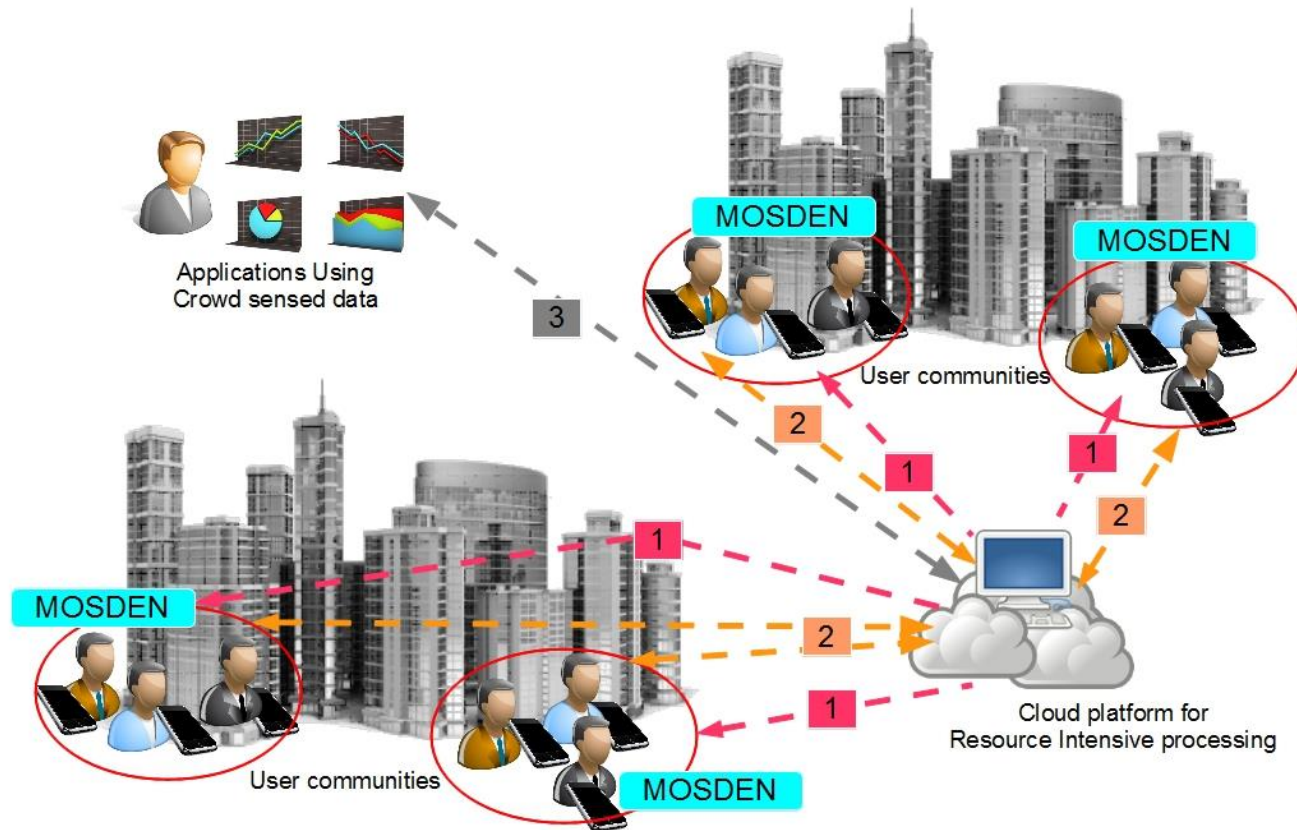 MOSDEN
MOSDEN
Applications Using
Crowd sensed data
3
User communities
2
1
1
2
1
MOSDEN
2
1
Cloud platform for
Resource Intensive processing
User communities
MOSDEN